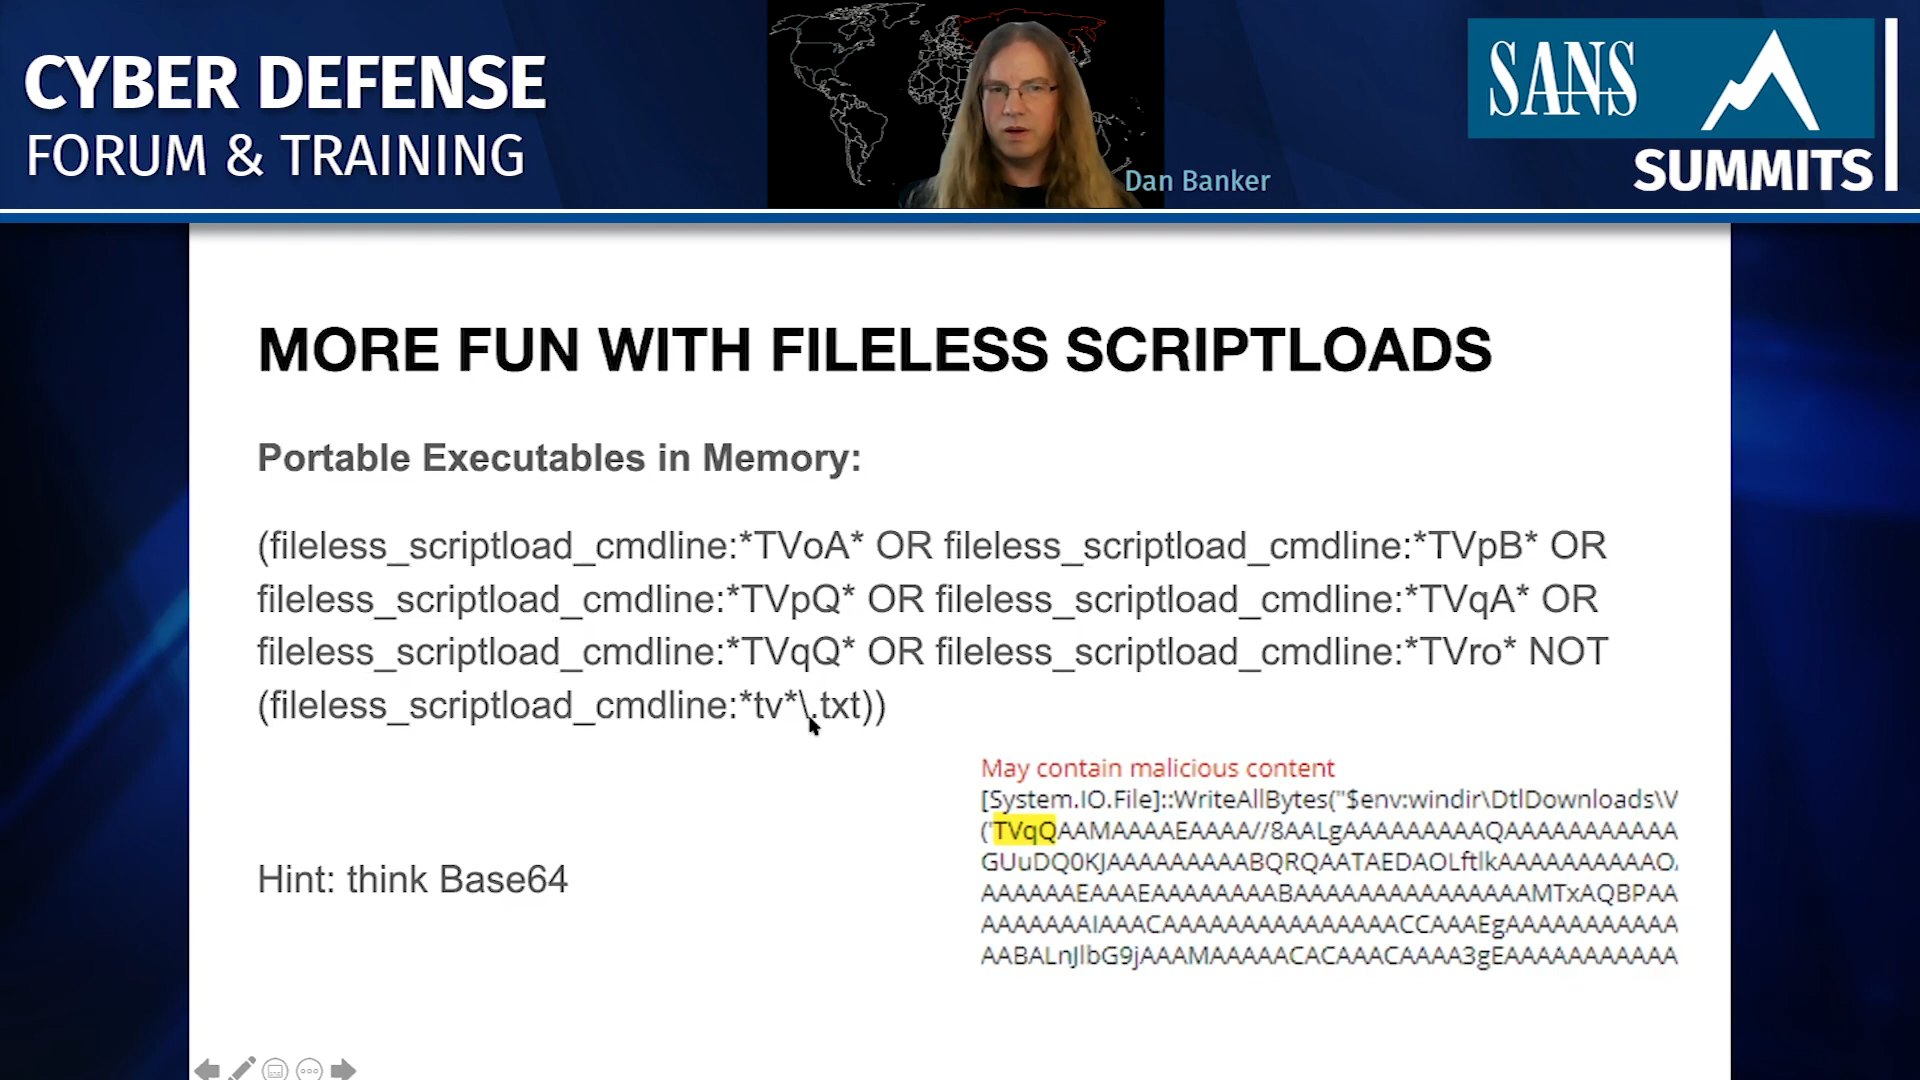 CYBER DEFENSE
FORUM & TRAINING
Dan Banker
SANS
SUMMITS
MORE FUN WITH FILELESS SCRIPTLOADS
Portable Executables in Memory:
(fileless_scriptload_cmdline:*TVoA* OR fileless_scriptload_cmdline:*TVpB* OR
fileless_scriptload_cmdline:*TVpQ* OR fileless_scriptload_cmdline:*TVqA* OR
fileless_scriptload_cmdline:*TVqQ* OR fileless_scriptload_cmdline:*TVro* NOT
(fileless_scriptload_cmdline:*tv*\.txt))
May contain malicious content
[System.IO.File]::WriteAllBytes("$env:windir\DtlDownloads\V
('TVqQAAMAAAAEAAAA//8AALgAAAAAAAAAQAAAAAAAAAAA
GUuDQ0KJAAAAAAAAABQRQAATAEDAOLftlkAAAAAAAAAAO
AAAAAAEAAAEAAAAAAAABAAAAAAAAAAAAAAAMTxAQBPAA
AAAAAAAIAAACAAAAAAAAAAAAAAACCAAAEgAAAAAAAAAAA
AABALnJlbG9jAAAMAAAAACACAAACAAAA3gEAAAAAAAAAAA
Hint: think Base64